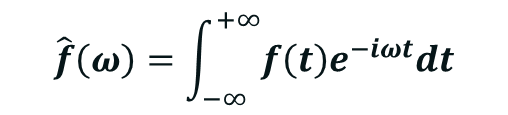 f̂(ω) = ∫_{-∞}^{+∞} f(t)e^{-iωt}dt